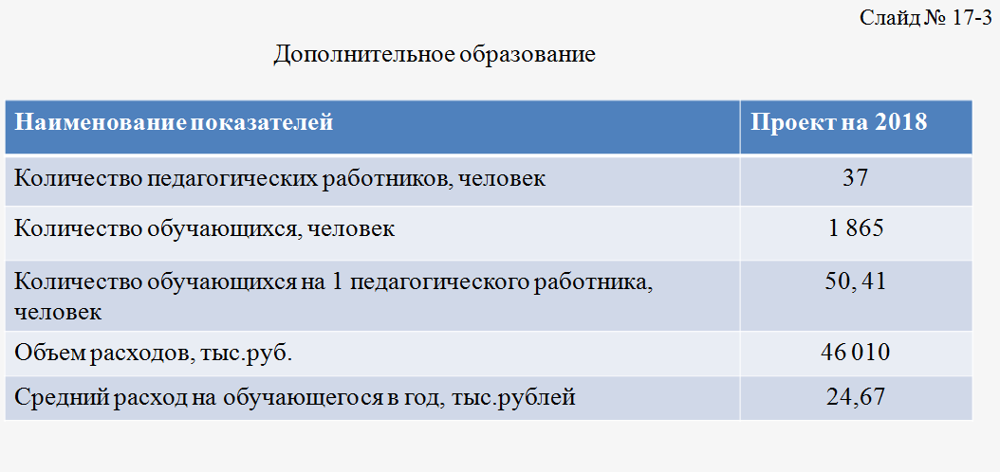 Слайд № 17-3
Дополнительное образование
Наименование показателей Проект на 2018
Количество педагогических работников, человек 37
Количество обучающихся, человек 1 865
Количество обучающихся на 1 педагогического работника, 50, 41
человек
Объем расходов, тыс.руб. 46 010
Средний расход на обучающегося в год, тыс.рублей 24,67